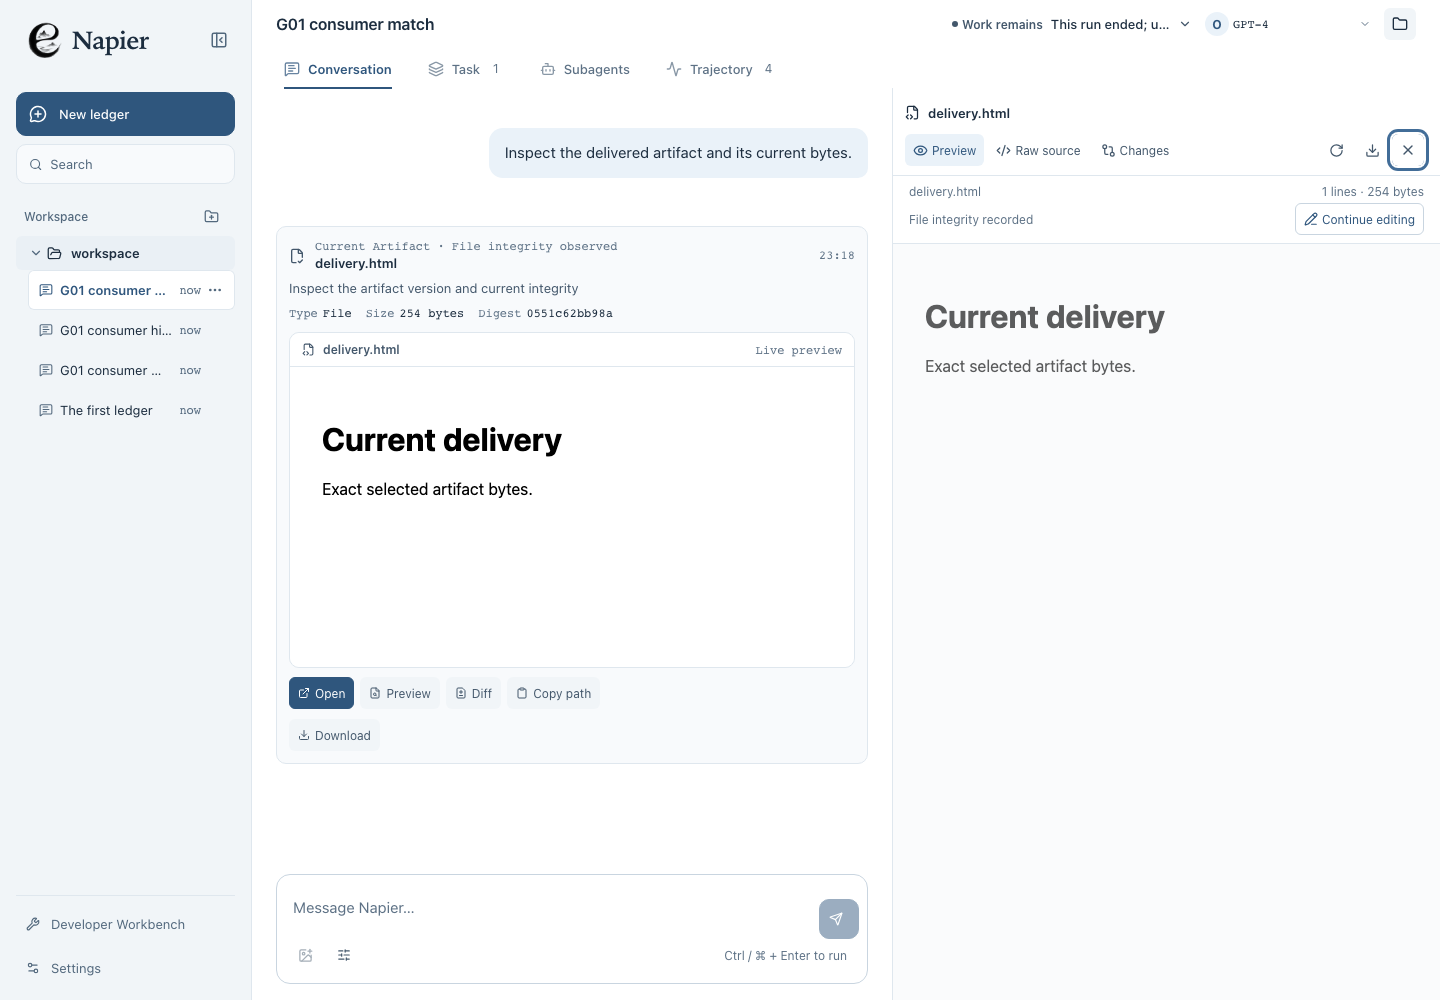 Napier
New ledger
Search
Workspace
workspace
G01 consumer ... now
G01 consumer hi... now
G01 consumer ... now
The first ledger now
Developer Workbench
Settings
G01 consumer match
Work remains This run ended; u...
O GPT-4
Conversation
Task 1
Subagents
Trajectory 4
Inspect the delivered artifact and its current bytes.
Current Artifact · File integrity observed
delivery.html
23:18
Inspect the artifact version and current integrity
Type File Size 254 bytes Digest 0551c62bb98a
delivery.html
Live preview
Current delivery
Exact selected artifact bytes.
Open
Preview
Diff
Copy path
Download
Message Napier...
Ctrl / ⌘ + Enter to run
delivery.html
Preview
Raw source
Changes
delivery.html
1 lines · 254 bytes
File integrity recorded
Continue editing
Current delivery
Exact selected artifact bytes.